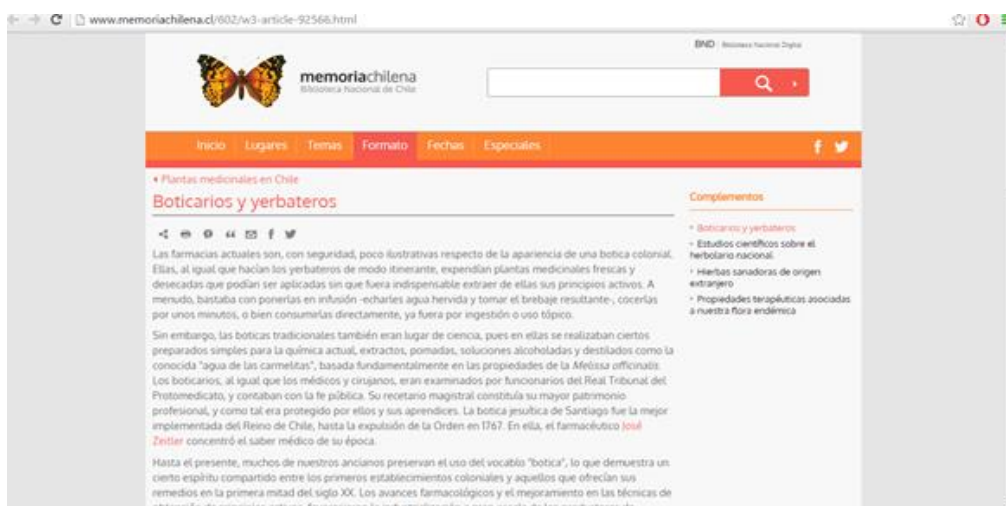 www.memoriachilena.cl/602/w3-article-92566.html
BND Biblioteca Nacional Digital
memoriachilena
Biblioteca Nacional de Chile
Inicio Lugares Temas Formato Fechas Especiales
Plantas medicinales en Chile
Boticarios y yerbateros
Las farmacias actuales son, con seguridad, poco ilustrativas respecto de la apariencia de una botica colonial.
Ellas, al igual que hacían los yerbateros de modo itinerante, expendían plantas medicinales frescas y
desecadas que podían ser aplicadas sin que fuera indispensable extraer de ellas sus principios activos. A
menudo, bastaba con ponerlas en infusión -echarles agua hervida y tomar el brebaje resultante-, cocerlas
por unos minutos, o bien consumirlas directamente, ya fuera por ingestión o uso tópico.
Sin embargo, las boticas tradicionales también eran lugar de ciencia, pues en ellas se realizaban ciertos
preparados simples para la química actual, extractos, pomadas, soluciones alcoholadas y destilados como la
conocida "agua de las carmelitas", basada fundamentalmente en las propiedades de la Melissa officinalis.
Los boticarios, al igual que los médicos y cirujanos, eran examinados por funcionarios del Real Tribunal del
Protomedicato, y contaban con la fe pública. Su recetario magistral constituía su mayor patrimonio
profesional, y como tal era protegido por ellos y sus aprendices. La botica jesuítica de Santiago fue la mejor
implementada del Reino de Chile, hasta la expulsión de la Orden en 1767. En ella, el farmacéutico José
Zeitler concentró el saber médico de su época.
Hasta el presente, muchos de nuestros ancianos preservan el uso del vocablo "botica", lo que demuestra un
cierto espíritu compartido entre los primeros establecimientos coloniales y aquellos que ofrecían sus
remedios en la primera mitad del siglo XX. Los avances farmacológicos y el mejoramiento en las técnicas de
Complementos
Boticarios y yerbateros
Estudios científicos sobre el
herbolario nacional
Hierbas sanadoras de origen
extranjero
Propiedades terapéuticas asociadas
a nuestra flora endémica